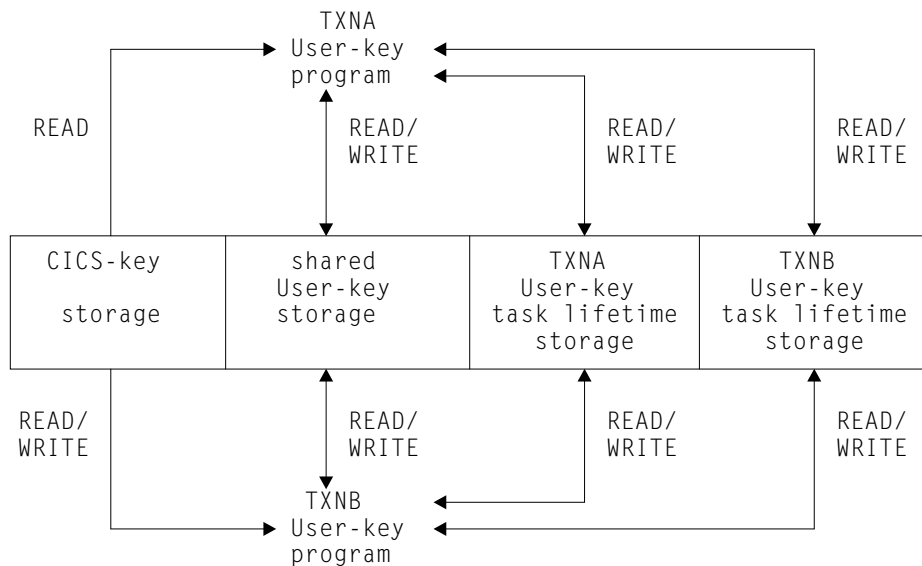 TXNA
User-key
program
READ
READ/
WRITE
READ/
WRITE
READ/
WRITE
CICS-key
storage
shared
User-key
storage
TXNA
User-key
task lifetime
storage
TXNB
User-key
task lifetime
storage
READ/
WRITE
READ/
WRITE
READ/
WRITE
READ/
WRITE
TXNB
User-key
program